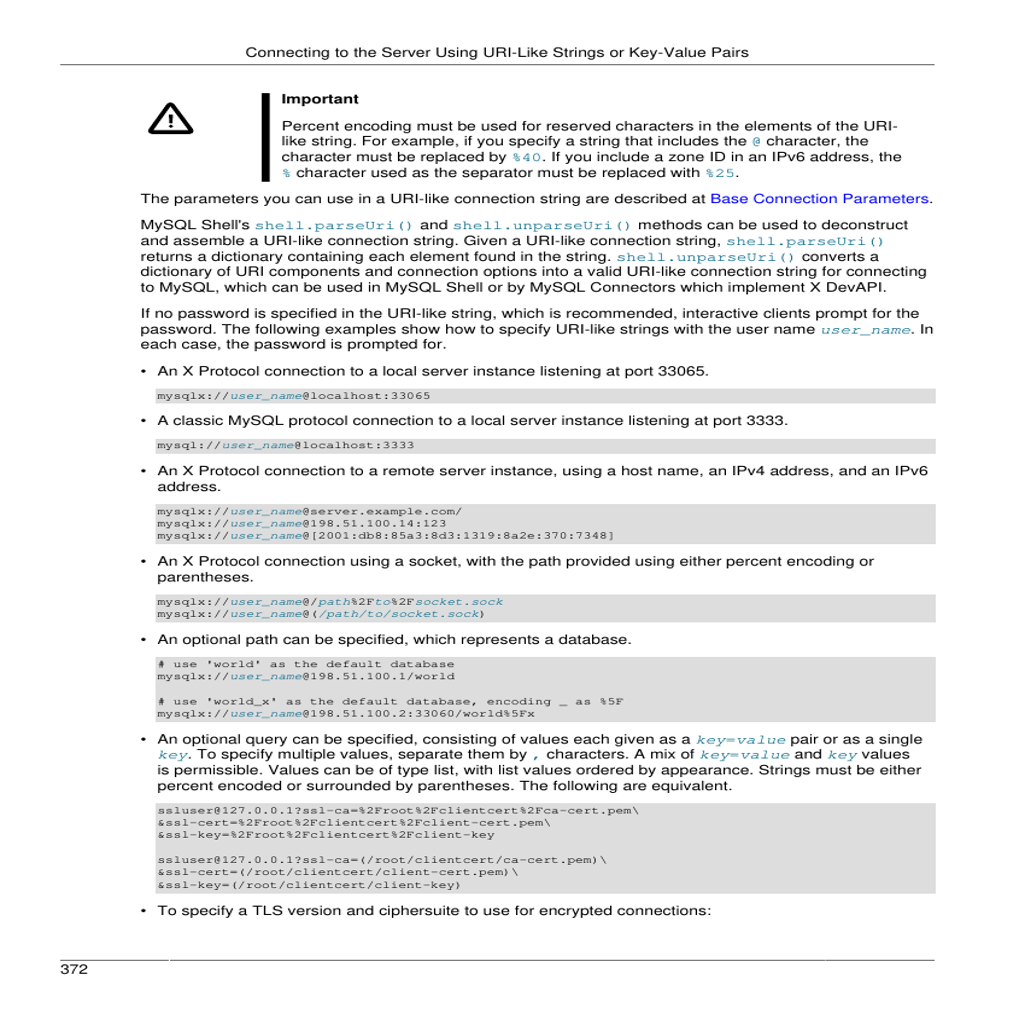 Connecting to the Server Using URI-Like Strings or Key-Value Pairs
Important
Percent encoding must be used for reserved characters in the elements of the URI-
like string. For example, if you specify a string that includes the @ character, the
character must be replaced by %40. If you include a zone ID in an IPv6 address, the
% character used as the separator must be replaced with %25.
The parameters you can use in a URI-like connection string are described at Base Connection Parameters.
MySQL Shell's shell.parseUri() and shell.unparseUri() methods can be used to deconstruct
and assemble a URI-like connection string. Given a URI-like connection string, shell.parseUri()
returns a dictionary containing each element found in the string. shell.unparseUri() converts a
dictionary of URI components and connection options into a valid URI-like connection string for connecting
to MySQL, which can be used in MySQL Shell or by MySQL Connectors which implement X DevAPI.
If no password is specified in the URI-like string, which is recommended, interactive clients prompt for the
password. The following examples show how to specify URI-like strings with the user name user_name. In
each case, the password is prompted for.
• An X Protocol connection to a local server instance listening at port 33065.
mysqlx://user_name@localhost:33065
• A classic MySQL protocol connection to a local server instance listening at port 3333.
mysql://user_name@localhost:3333
• An X Protocol connection to a remote server instance, using a host name, an IPv4 address, and an IPv6
address.
mysqlx://user_name@server.example.com/
mysqlx://user_name@198.51.100.14:123
mysqlx://user_name@[2001:db8:85a3:8d3:1319:8a2e:370:7348]
• An X Protocol connection using a socket, with the path provided using either percent encoding or
parentheses.
mysqlx://user_name@/path%2Fto%2Fsocket.sock
mysqlx://user_name@(/path/to/socket.sock)
• An optional path can be specified, which represents a database.
# use 'world' as the default database
mysqlx://user_name@198.51.100.1/world
# use 'world_x' as the default database, encoding _ as %5F
mysqlx://user_name@198.51.100.2:33060/world%5Fx
• An optional query can be specified, consisting of values each given as a key=value pair or as a single
key. To specify multiple values, separate them by , characters. A mix of key=value and key values
is permissible. Values can be of type list, with list values ordered by appearance. Strings must be either
percent encoded or surrounded by parentheses. The following are equivalent.
ssluser@127.0.0.1?ssl-ca=%2Froot%2Fclientcert%2Fca-cert.pem\
&ssl-cert=%2Froot%2Fclientcert%2Fclient-cert.pem\
&ssl-key=%2Froot%2Fclientcert%2Fclient-key
ssluser@127.0.0.1?ssl-ca=(/root/clientcert/ca-cert.pem)\
&ssl-cert=(/root/clientcert/client-cert.pem)\
&ssl-key=(/root/clientcert/client-key)
• To specify a TLS version and ciphersuite to use for encrypted connections:
372